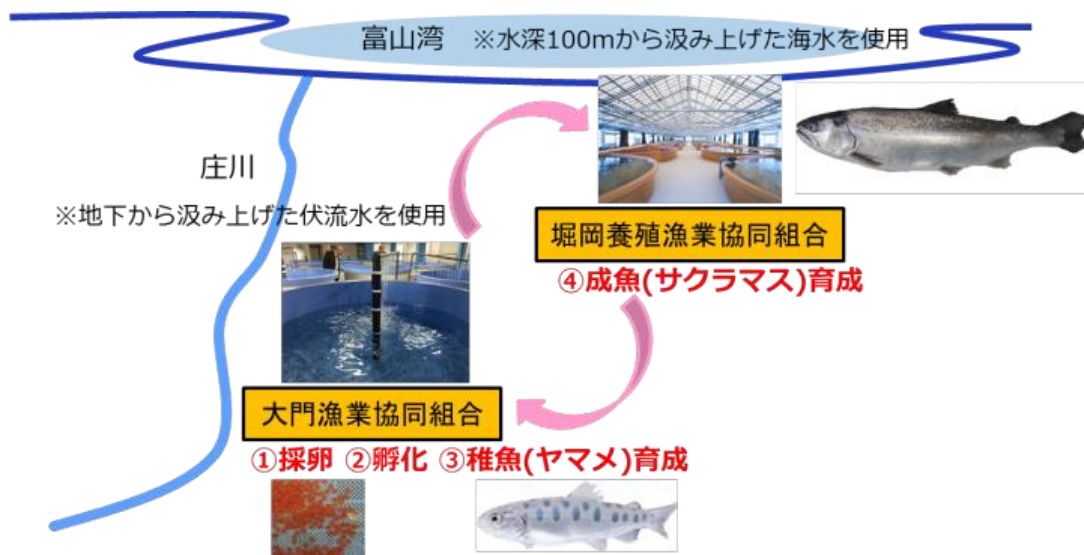 富山湾 ※水深100mから汲み上げた海水を使用
庄川
※地下から汲み上げた伏流水を使用
堀岡養殖漁業協同組合
④成魚(サクラマス)育成
大門漁業協同組合
①採卵 ②孵化 ③稚魚(ヤマメ)育成